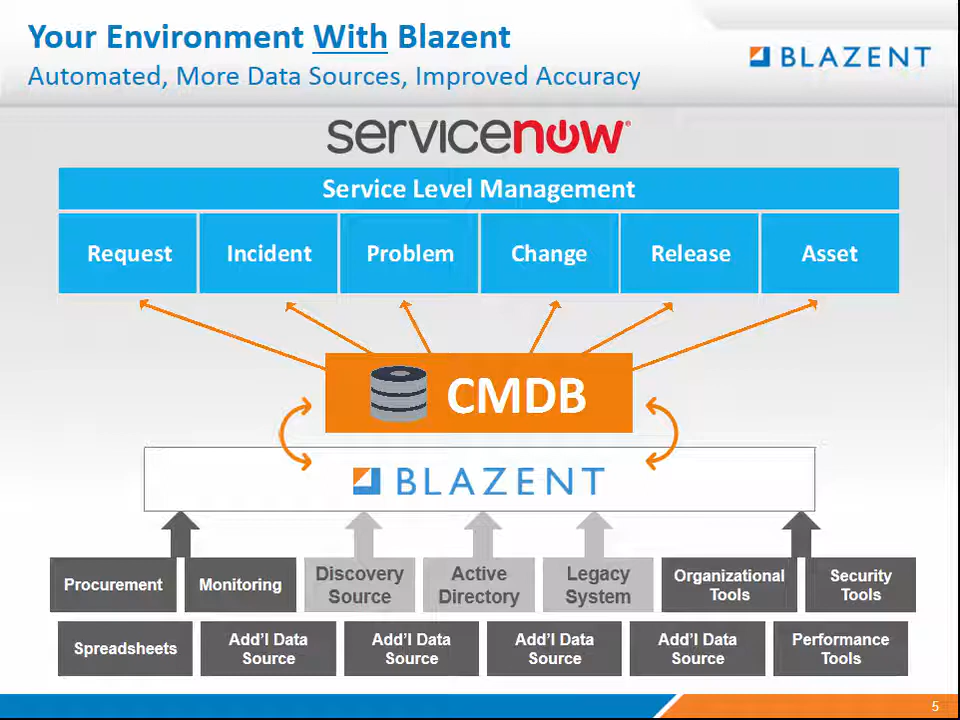 Your Environment With Blazent
Automated, More Data Sources, Improved Accuracy
BLAZENT
servicenow®
Service Level Management
Request
Incident
Problem
Change
Release
Asset
CMDB
BLAZENT
Procurement
Monitoring
Discovery
Source
Active
Directory
Legacy
System
Organizational
Tools
Security
Tools
Spreadsheets
Add'l Data
Source
Add'l Data
Source
Add'l Data
Source
Add'l Data
Source
Performance
Tools
5